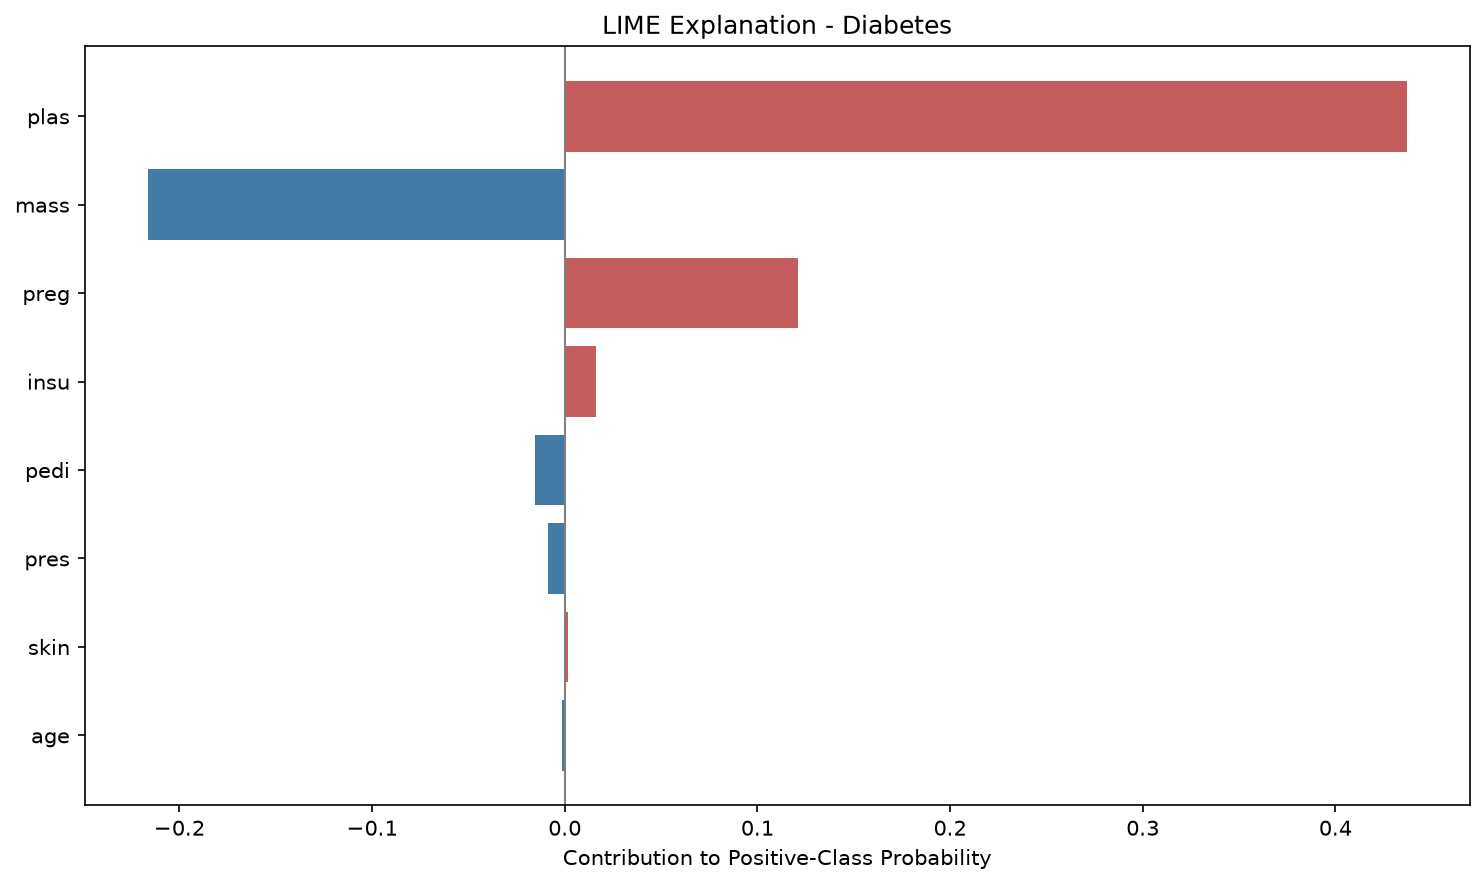 LIME Explanation - Diabetes
plas
mass
preg
insu
pedi
pres
skin
age
−0.2 −0.1 0.0 0.1 0.2 0.3 0.4
Contribution to Positive-Class Probability